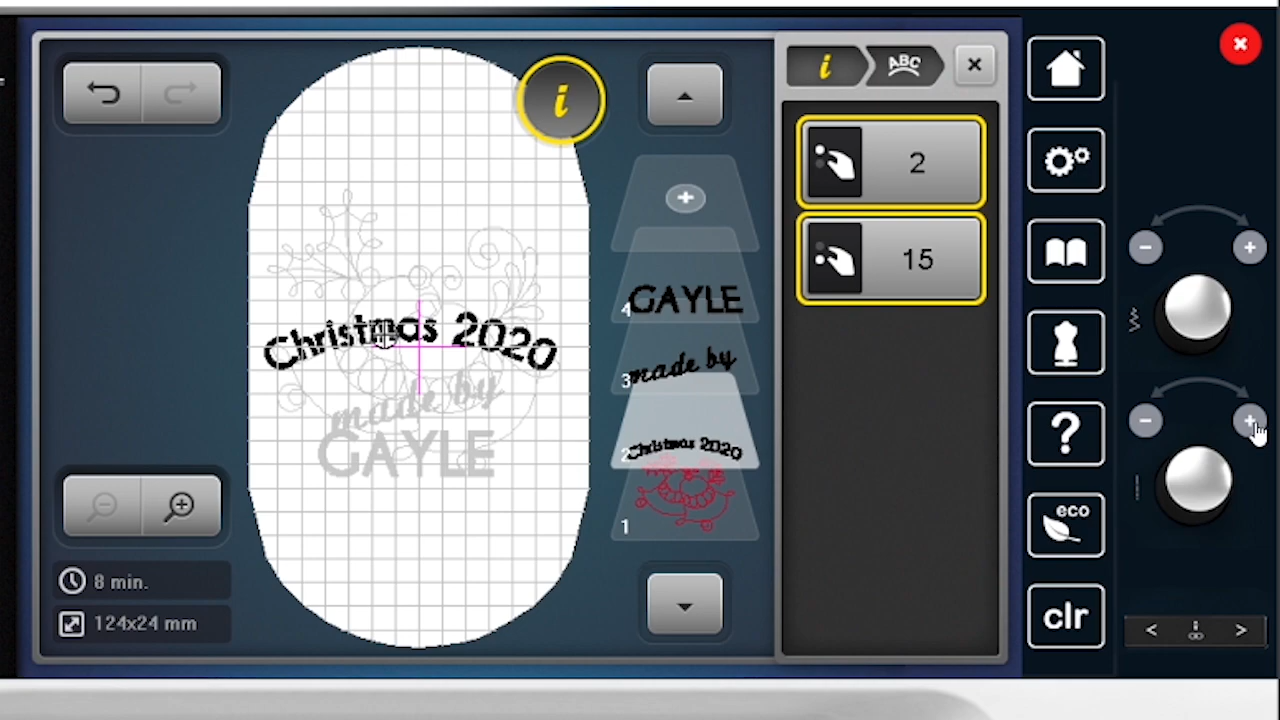 i
i
ABC
2
15
Christmas 2020
made by
GAYLE
4 GAYLE
3 made by
2 Christmas 2020
1
8 min.
124x24 mm
?
eco
clr